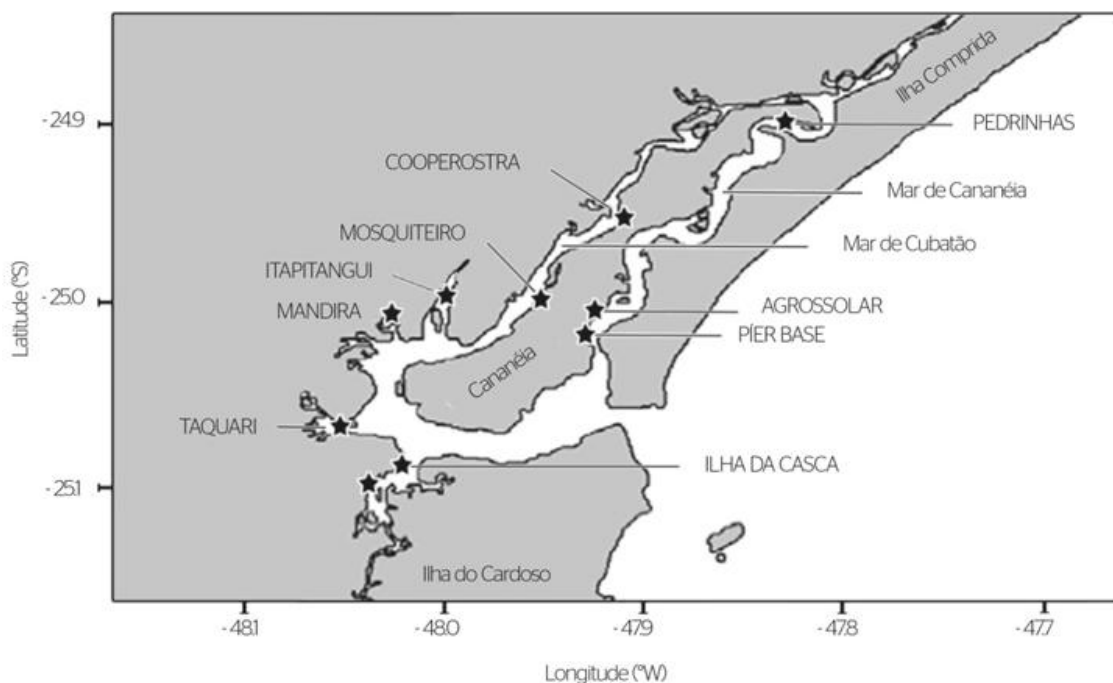 Ilha Comprida
-24.9
PEDRINHAS
COOPEROSTRA
Mar de Cananéia
MOSQUITEIRO
Mar de Cubatão
ITAPITANGUI
Latitude (°S)
-25.0
MANDIRA
AGROSSOLAR
PÍER BASE
Cananéia
TAQUARI
ILHA DA CASCA
-25.1
Ilha do Cardoso
-48.1
-48.0
-47.9
-47.8
-47.7
Longitude (°W)